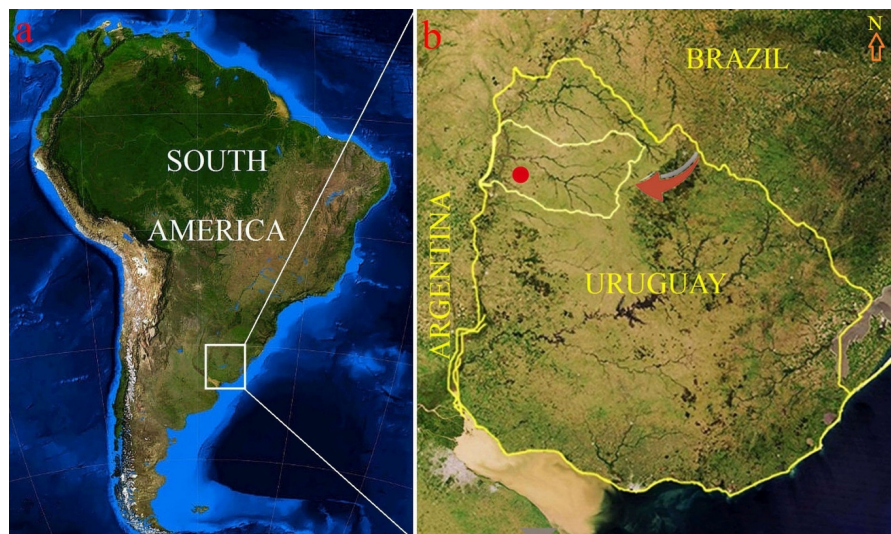 a
SOUTH
AMERICA
b
N
BRAZIL
ARGENTINA
URUGUAY